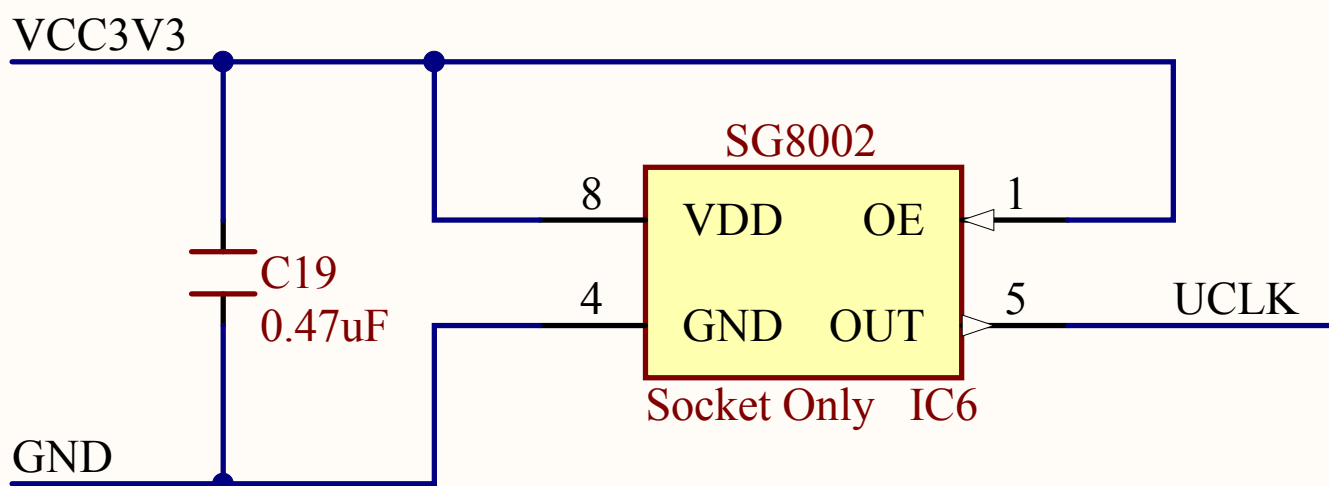 VCC3V3
SG8002
8 VDD OE 1
C19
0.47uF
4 GND OUT 5 UCLK
Socket Only IC6
GND